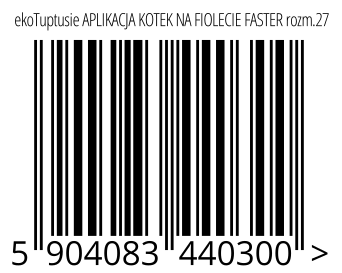 ekoTuptusie APLIKACJA KOTEK NA FIOLECIE FASTER rozm.27
5 904083 440300 >